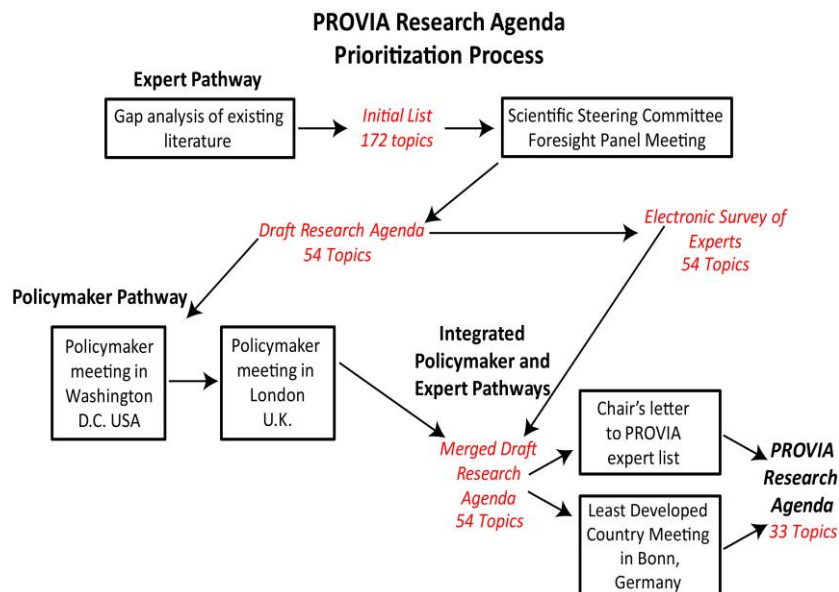 PROVIA Research Agenda
Prioritization Process
Expert Pathway
Gap analysis of existing
literature
Initial List
172 topics
Scientific Steering Committee
Foresight Panel Meeting
Draft Research Agenda
54 Topics
Electronic Survey of
Experts
54 Topics
Policymaker Pathway
Policymaker
meeting in
Washington
D.C. USA
Policymaker
meeting in
London
U.K.
Integrated
Policymaker and
Expert Pathways
Merged Draft
Research
Agenda
54 Topics
Chair's letter
to PROVIA
expert list
Least Developed
Country Meeting
in Bonn,
Germany
PROVIA
Research
Agenda
33 Topics